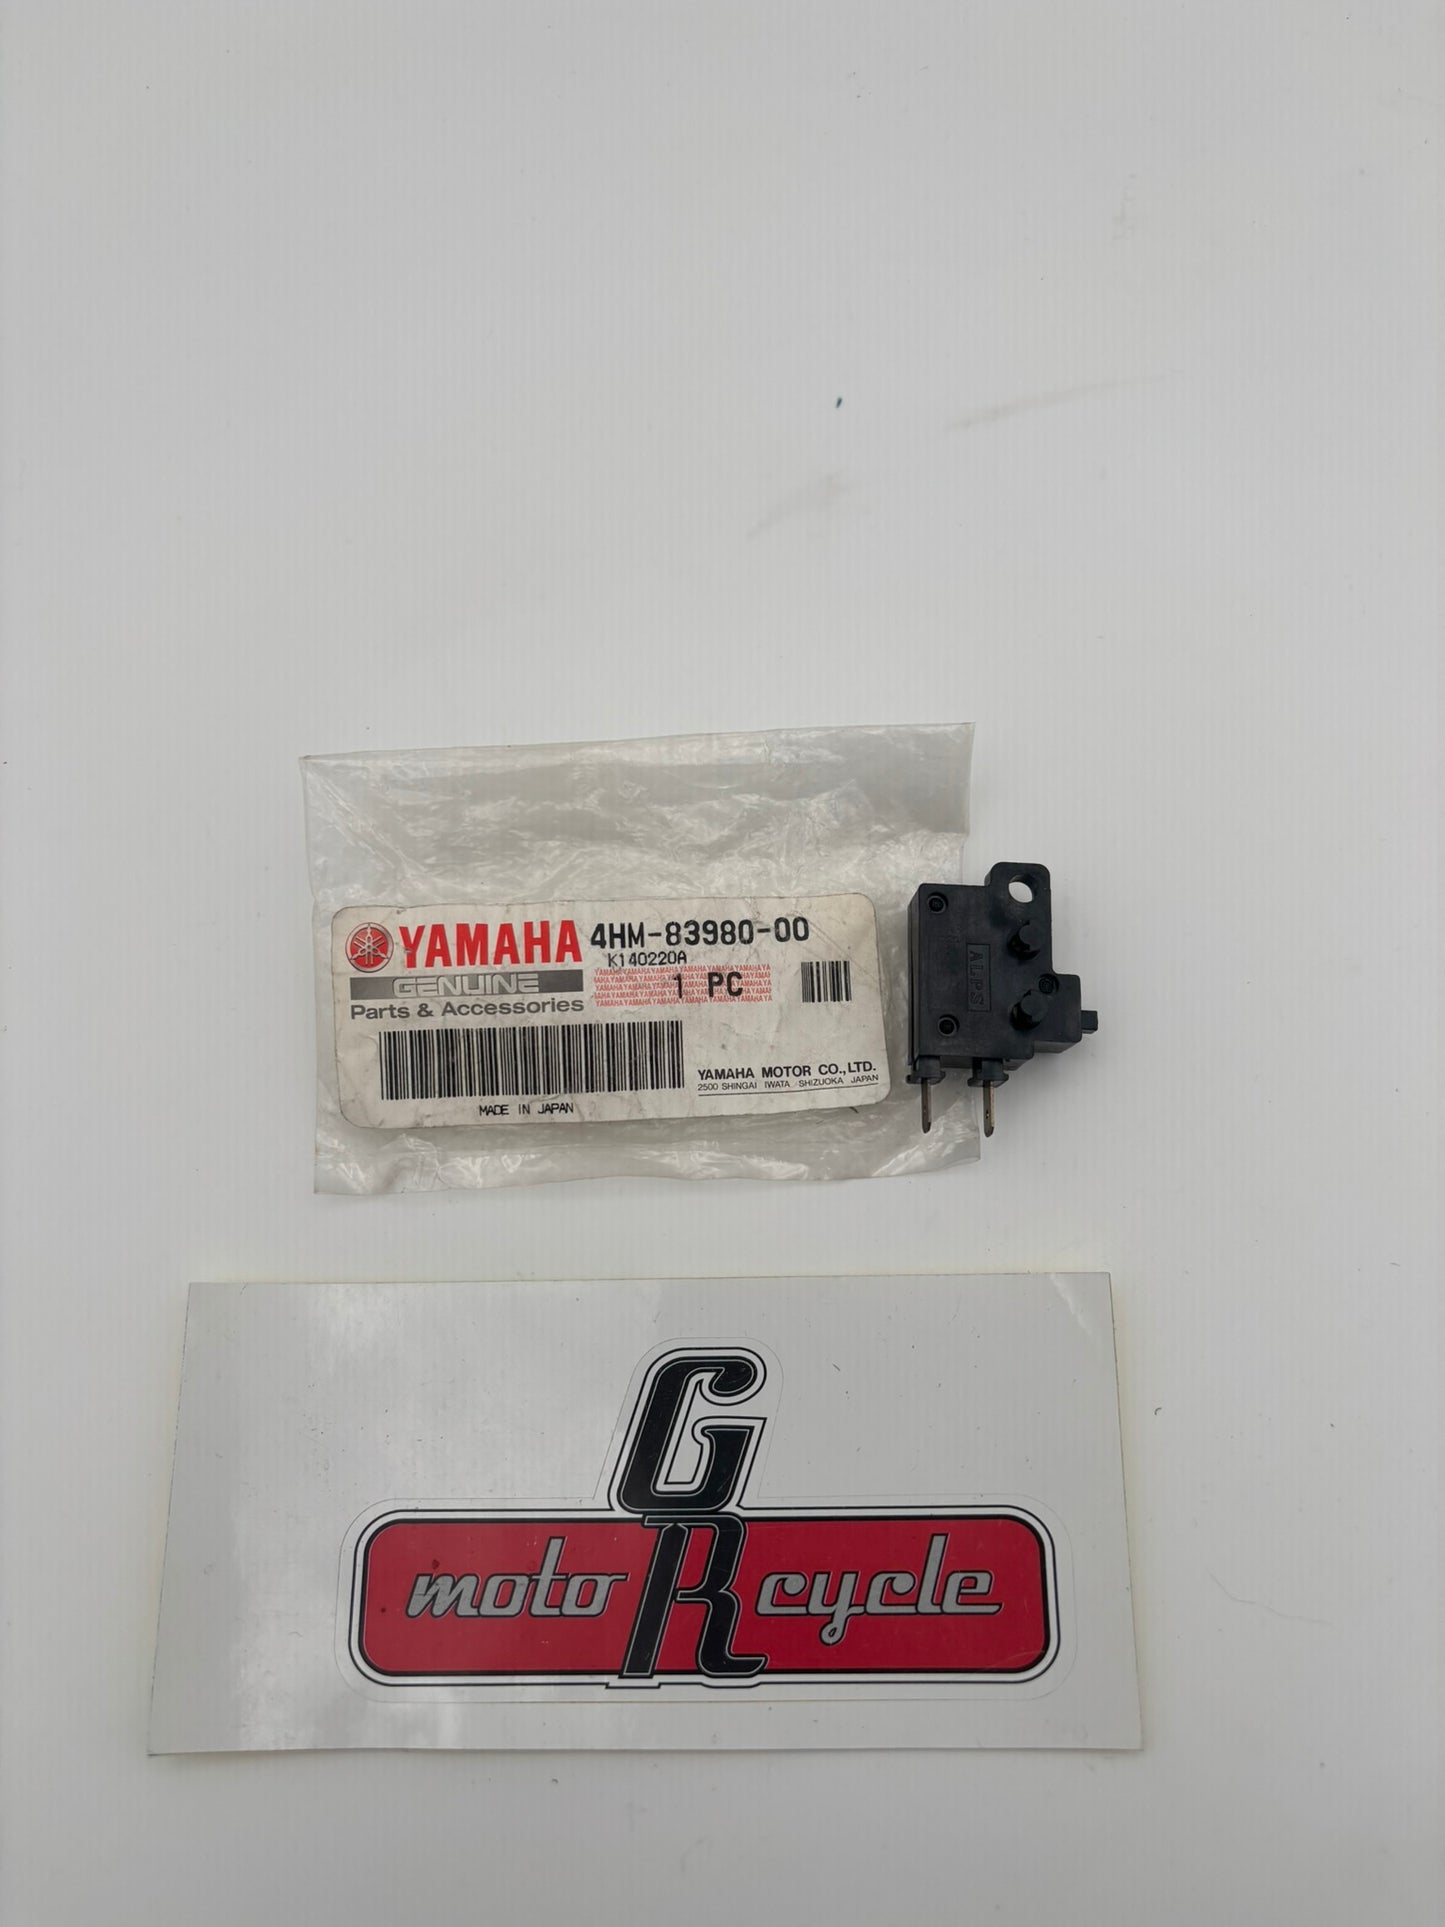 YAMAHA 4HM-83980-00
K140220A
GENUINE
1 PC
Parts & Accessories
YAMAHA MOTOR CO.,LTD.
2500 SHINGAI IWATA SHIZUOKA JAPAN
MADE IN JAPAN
ALPS
G
moto R cycle